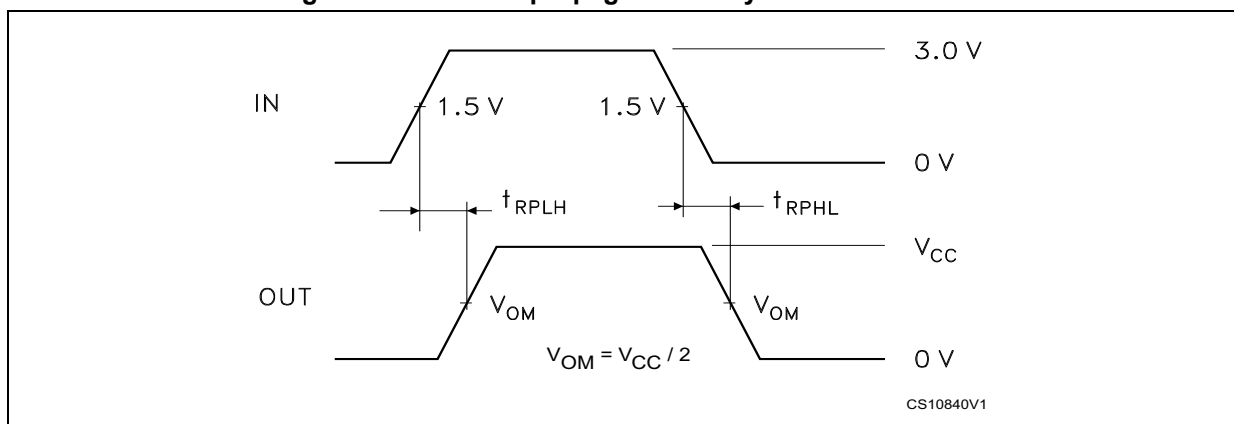 3.0 V
IN
1.5 V
1.5 V
0 V
tRPLH
tRPHL
VCC
OUT
VOM
VOM
VOM = VCC / 2
0 V
CS10840V1